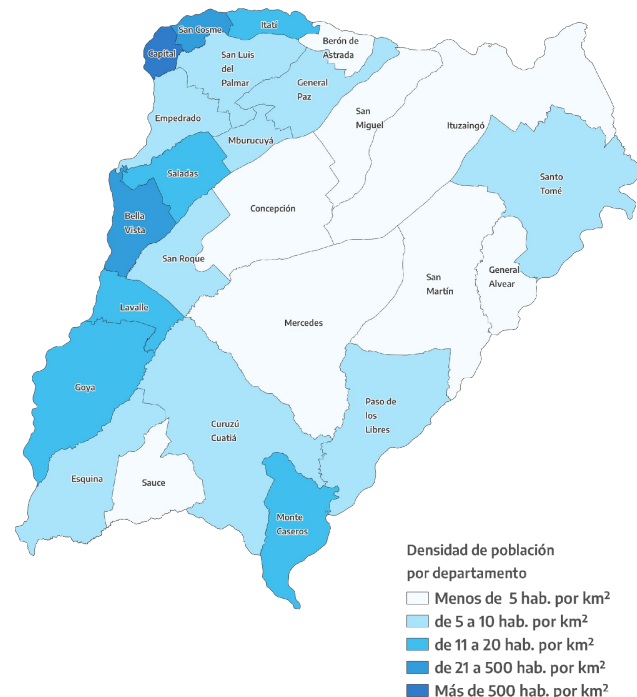 San Cosme
Itatí
Capital
Berón de
Astrada
San Luis
del
Palmar
General
Paz
San
Miguel
Ituzaingó
Empedrado
Mburucuyá
Saladas
Santo
Tomé
Concepción
Bella
Vista
San Roque
General
Alvear
San
Martín
Lavalle
Mercedes
Goya
Paso de
los
Libres
Curuzú
Cuatiá
Esquina
Sauce
Monte
Caseros
Densidad de población
por departamento
Menos de 5 hab. por km²
de 5 a 10 hab. por km²
de 11 a 20 hab. por km²
de 21 a 500 hab. por km²
Más de 500 hab. por km²